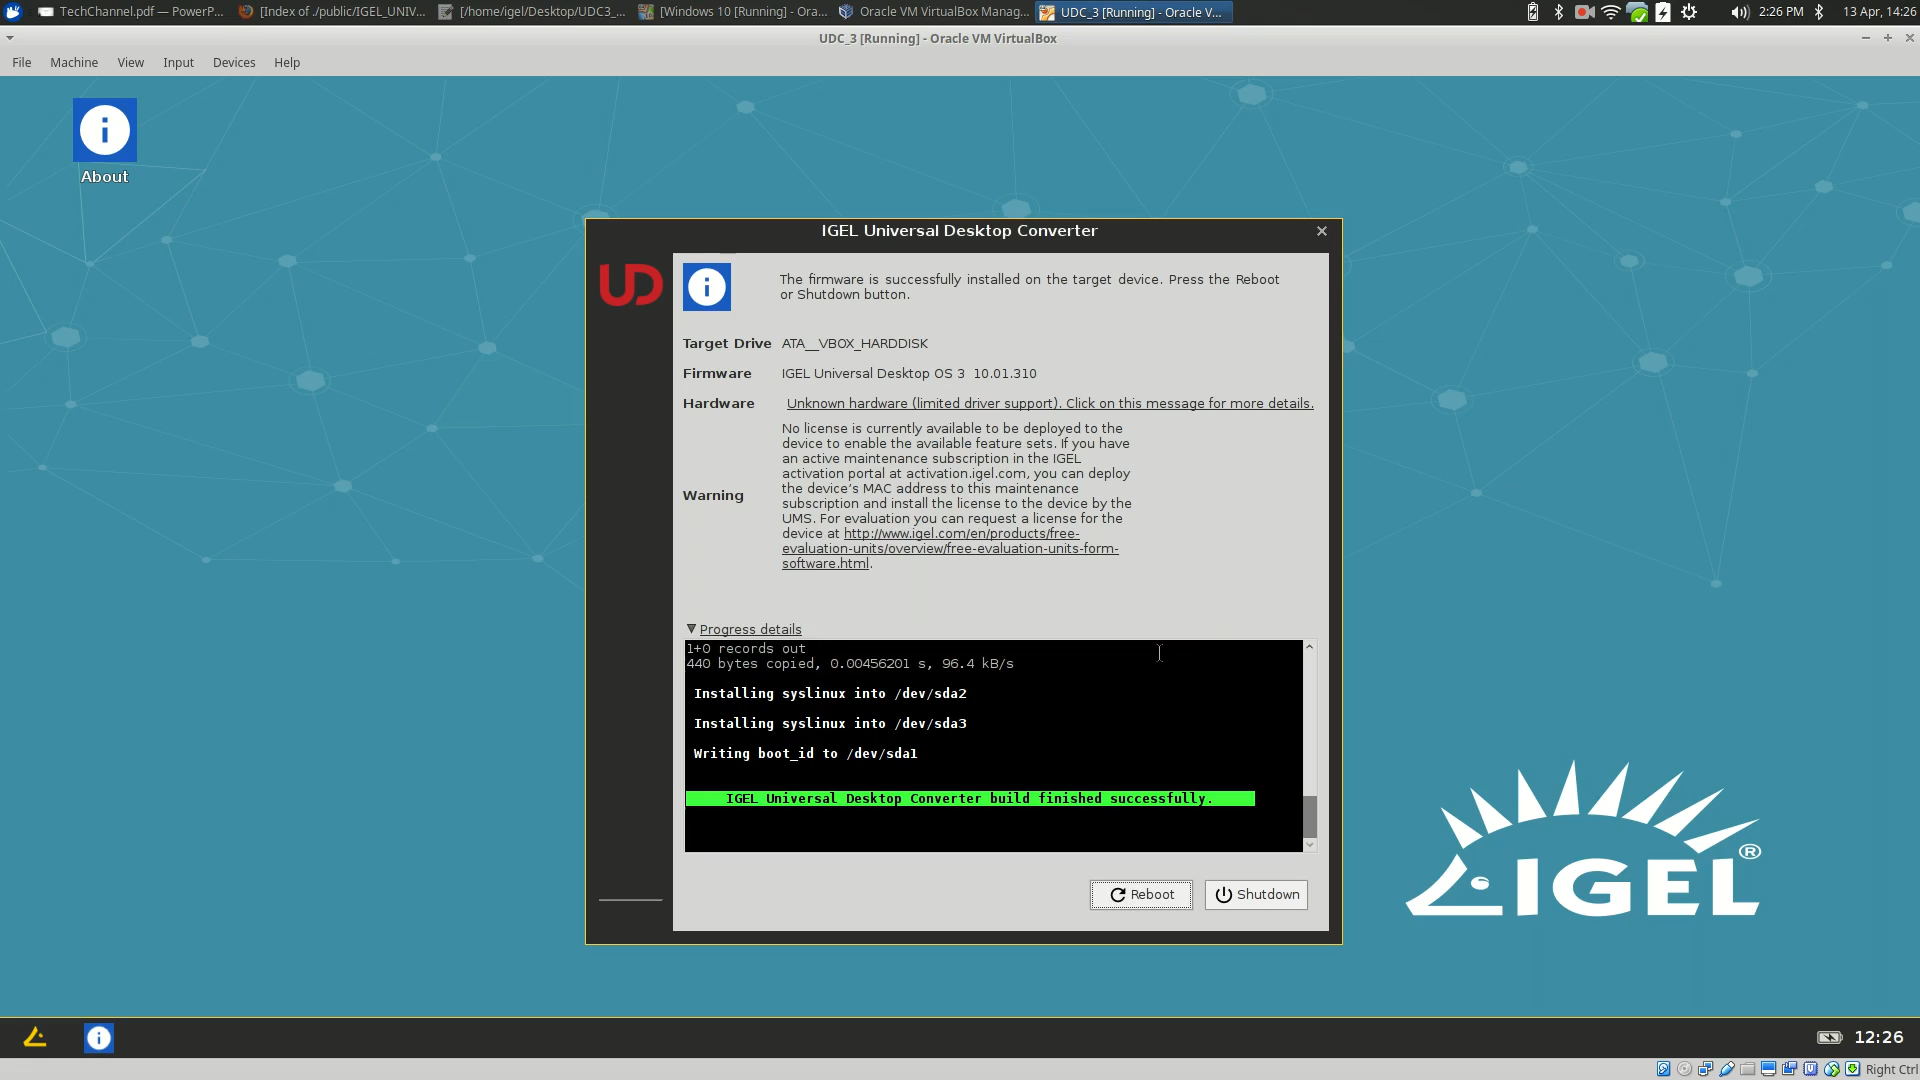 TechChannel.pdf — PowerP...
[Index of ./public/IGEL_UNIV...
[/home/igel/Desktop/UDC3_...
[Windows 10 [Running] - Ora...
Oracle VM VirtualBox Manag...
UDC_3 [Running] - Oracle V...
2:26 PM
13 Apr, 14:26
UDC_3 [Running] - Oracle VM VirtualBox
File Machine View Input Devices Help
About
IGEL Universal Desktop Converter
UD
The firmware is successfully installed on the target device. Press the Reboot
or Shutdown button.
Target Drive ATA__VBOX_HARDDISK
Firmware IGEL Universal Desktop OS 3 10.01.310
Hardware Unknown hardware (limited driver support). Click on this message for more details.
Warning
No license is currently available to be deployed to the
device to enable the available feature sets. If you have
an active maintenance subscription in the IGEL
activation portal at activation.igel.com, you can deploy
the device's MAC address to this maintenance
subscription and install the license to the device by the
UMS. For evaluation you can request a license for the
device at http://www.igel.com/en/products/free-
evaluation-units/overview/free-evaluation-units-form-
software.html.
Progress details
1+0 records out
440 bytes copied, 0.00456201 s, 96.4 kB/s
Installing syslinux into /dev/sda2
Installing syslinux into /dev/sda3
Writing boot_id to /dev/sda1
IGEL Universal Desktop Converter build finished successfully.
Reboot Shutdown
IGEL®
12:26
Right Ctrl